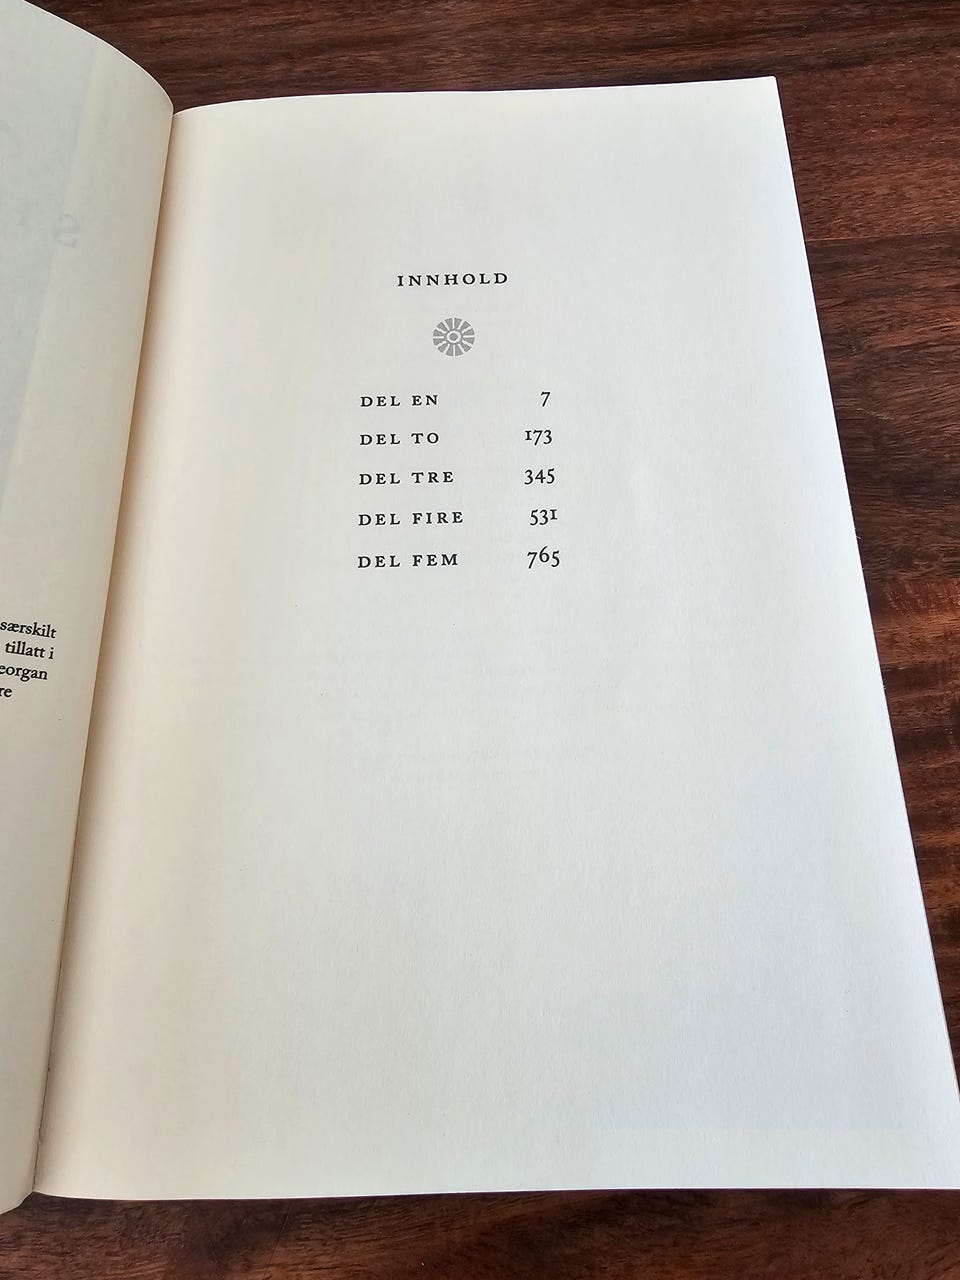 særskilt
tillatt i
eorgan
re
INNHOLD
DEL EN 7
DEL TO 173
DEL TRE 345
DEL FIRE 531
DEL FEM 765